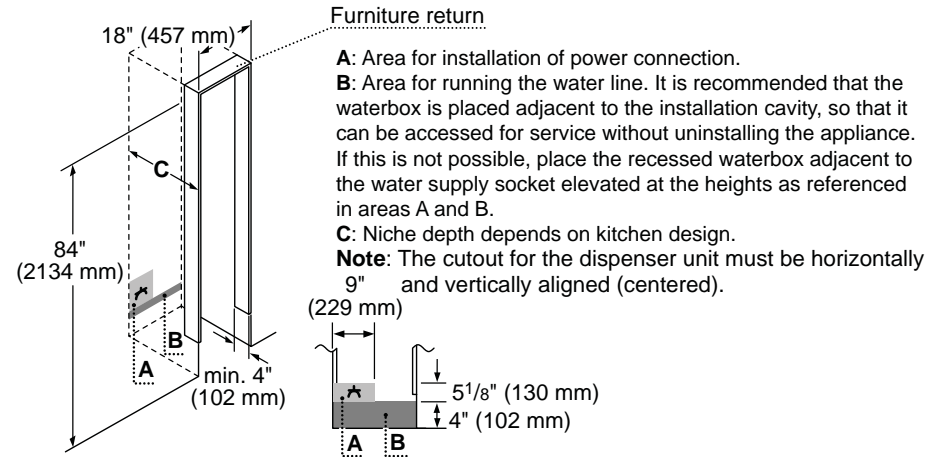 Furniture return
18" (457 mm)
A: Area for installation of power connection.
B: Area for running the water line. It is recommended that the
waterbox is placed adjacent to the installation cavity, so that it
can be accessed for service without uninstalling the appliance.
If this is not possible, place the recessed waterbox adjacent to
the water supply socket elevated at the heights as referenced
in areas A and B.
C: Niche depth depends on kitchen design.
Note: The cutout for the dispenser unit must be horizontally
and vertically aligned (centered).
C
84"
(2134 mm)
A
B
min. 4"
(102 mm)
9"
(229 mm)
51/8" (130 mm)
4" (102 mm)
A
B